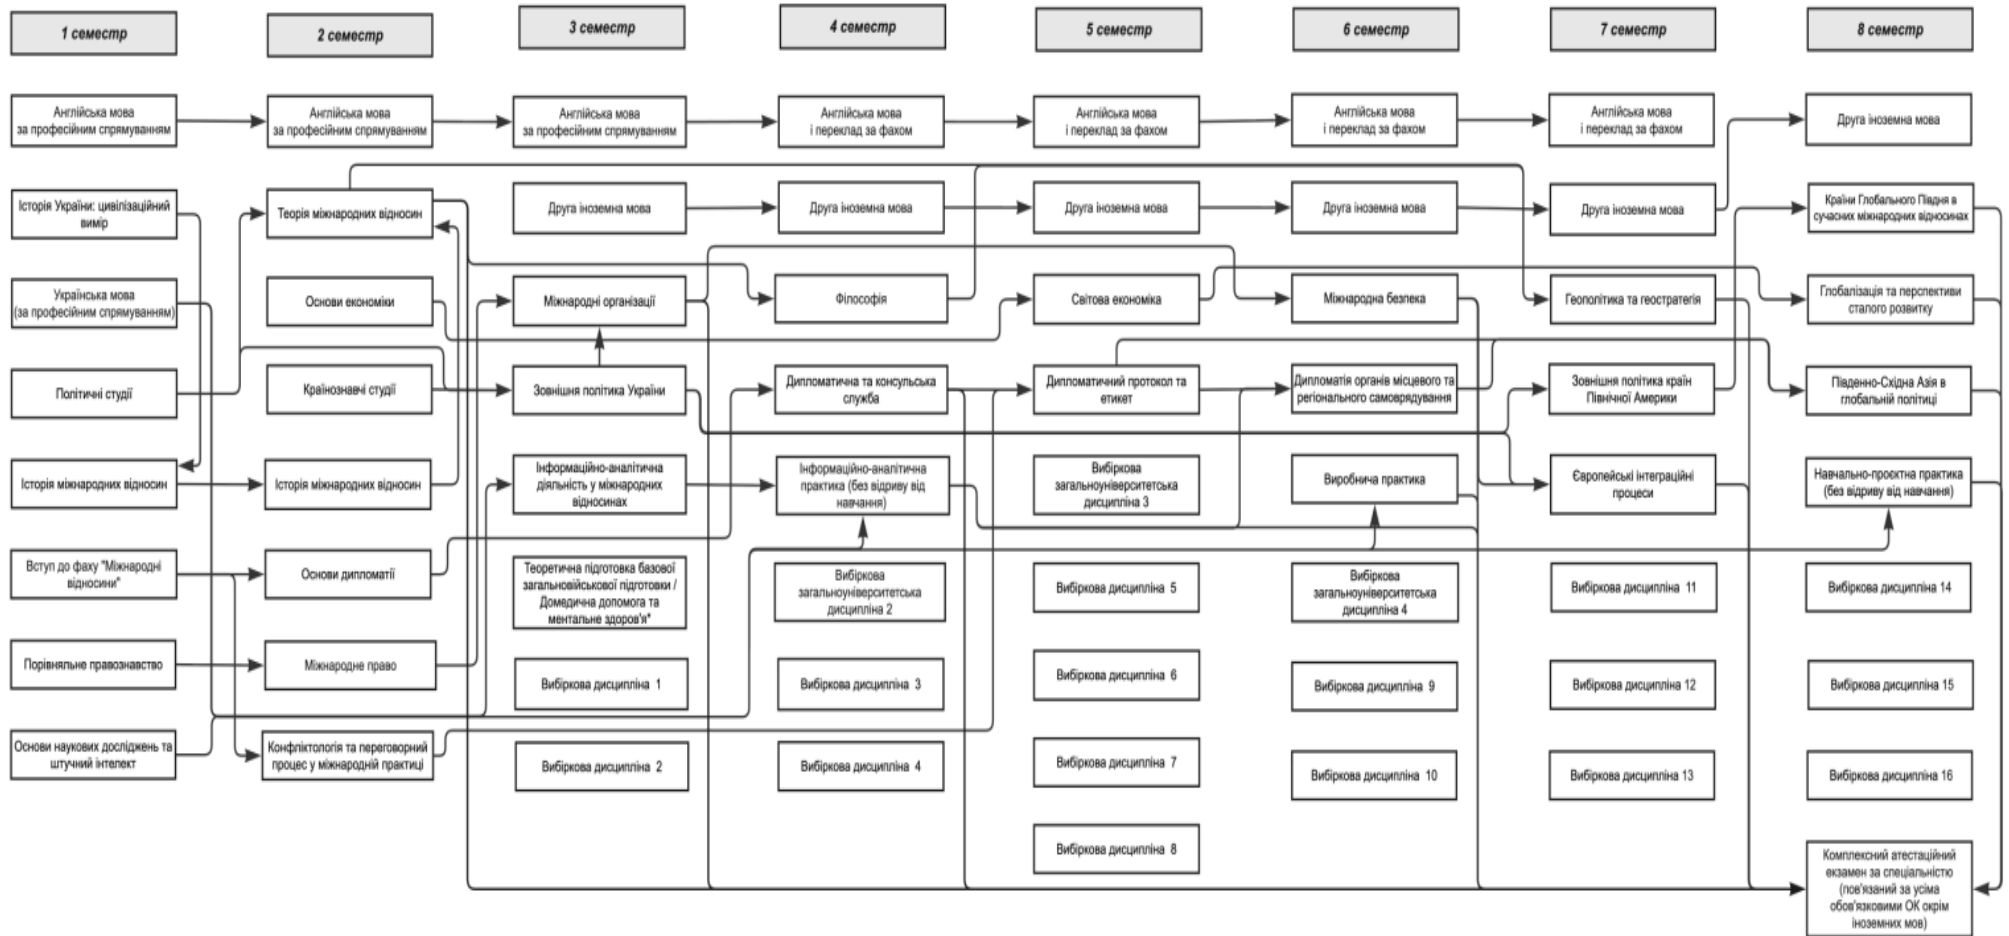 1 семестр
2 семестр
3 семестр
4 семестр
5 семестр
6 семестр
7 семестр
8 семестр
Англійська мова
за професійним спрямуванням
Англійська мова
за професійним спрямуванням
Англійська мова
за професійним спрямуванням
Англійська мова
і переклад за фахом
Англійська мова
і переклад за фахом
Англійська мова
і переклад за фахом
Англійська мова
і переклад за фахом
Друга іноземна мова
Історія України: цивілізаційний
вимір
Теорія міжнародних відносин
Друга іноземна мова
Друга іноземна мова
Друга іноземна мова
Друга іноземна мова
Друга іноземна мова
Країни Глобального Півдня в
сучасних міжнародних відносинах
Українська мова
(за професійним спрямуванням)
Основи економіки
Міжнародні організації
Філософія
Світова економіка
Міжнародна безпека
Геополітика та геостратегія
Глобалізація та перспективи
сталого розвитку
Політичні студії
Країнознавчі студії
Зовнішня політика України
Дипломатична та консульська
служба
Дипломатичний протокол та
етикет
Дипломатія органів місцевого та
регіонального самоврядування
Зовнішня політика країн
Північної Америки
Південно-Східна Азія в
глобальній політиці
Історія міжнародних відносин
Історія міжнародних відносин
Інформаційно-аналітична
діяльність у міжнародних
відносинах
Інформаційно-аналітична
практика (без відриву від
навчання)
Вибіркова
загальноуніверситетська
дисципліна 3
Виробнича практика
Європейські інтеграційні
процеси
Навчально-проєктна практика
(без відриву від навчання)
Вступ до фаху "Міжнародні
відносини"
Основи дипломатії
Теоретична підготовка базової
загальновійськової підготовки /
Домедична допомога та
ментальне здоров'я*
Вибіркова
загальноуніверситетська
дисципліна 2
Вибіркова дисципліна 5
Вибіркова
загальноуніверситетська
дисципліна 4
Вибіркова дисципліна 11
Вибіркова дисципліна 14
Порівняльне правознавство
Міжнародне право
Вибіркова дисципліна 1
Вибіркова дисципліна 3
Вибіркова дисципліна 6
Вибіркова дисципліна 9
Вибіркова дисципліна 12
Вибіркова дисципліна 15
Основи наукових досліджень та
штучний інтелект
Конфліктологія та переговорний
процес у міжнародній практиці
Вибіркова дисципліна 2
Вибіркова дисципліна 4
Вибіркова дисципліна 7
Вибіркова дисципліна 10
Вибіркова дисципліна 13
Вибіркова дисципліна 16
Вибіркова дисципліна 8
Комплексний атестаційний
екзамен за спеціальністю
(пов'язаний за усіма
обов'язковими ОК окрім
іноземних мов)